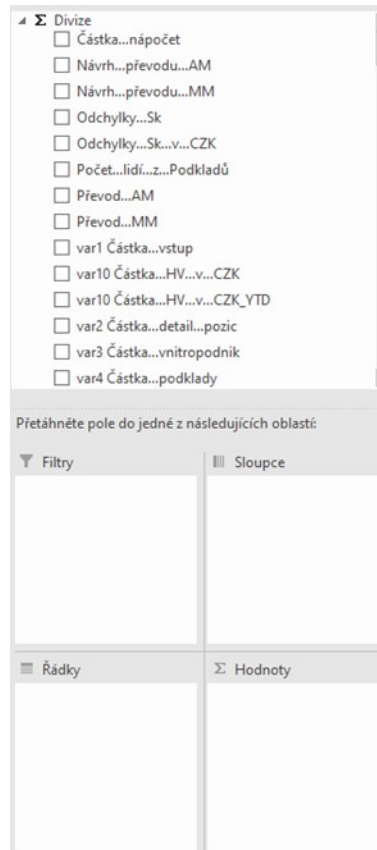 Σ Divize
Částka...nápočet
Návrh...převodu...AM
Návrh...převodu...MM
Odchylky...Sk
Odchylky...Sk...v...CZK
Počet...lidí...z...Podkladů
Převod...AM
Převod...MM
var1 Částka...vstup
var10 Částka...HV...v...CZK
var10 Částka...HV...v...CZK_YTD
var2 Částka...detail...pozic
var3 Částka...vnitropodnik
var4 Částka...podklady
Přetáhněte pole do jedné z následujících oblastí:
Filtry
Sloupce
Řádky
Σ Hodnoty